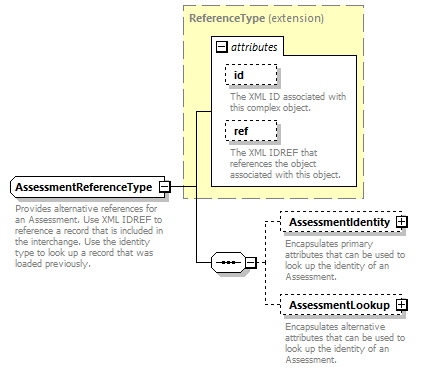 ReferenceType (extension)
attributes
id
The XML ID associated with
this complex object.
ref
The XML IDREF that
references the object
associated with this object.
AssessmentReferenceType
Provides alternative references for
an Assessment. Use XML IDREF to
reference a record that is included in
the interchange. Use the identity
type to look up a record that was
loaded previously.
AssessmentIdentity
Encapsulates primary
attributes that can be used to
look up the identity of an
Assessment.
AssessmentLookup
Encapsulates alternative
attributes that can be used to
look up the identity of an
Assessment.